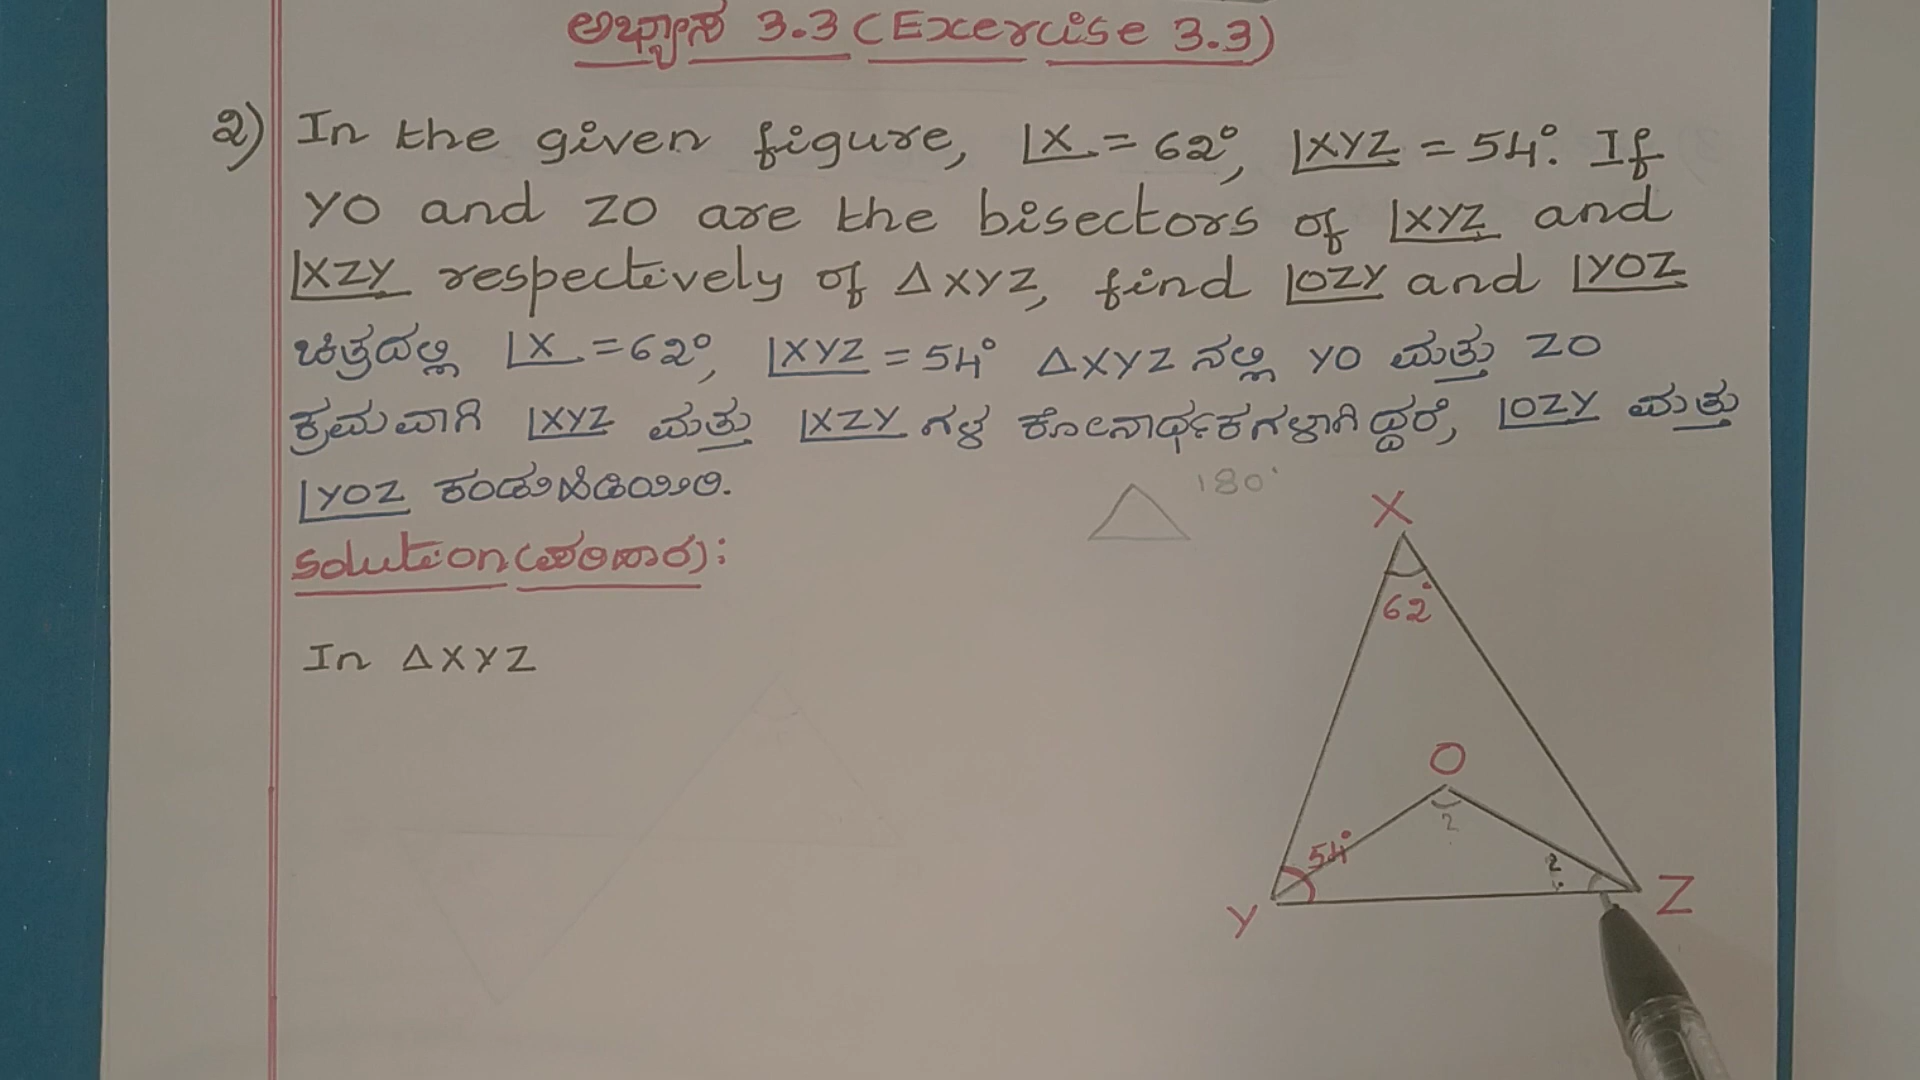 ಅಭ್ಯಾಸ 3.3 (Exercise 3.3)
2) In the given figure, ∠X = 62°, ∠XYZ = 54°. If
YO and ZO are the bisectors of ∠XYZ and
∠XZY respectively of ΔXYZ, find ∠OZY and ∠YOZ
ಚಿತ್ರದಲ್ಲಿ ∠X = 62°, ∠XYZ = 54° ΔXYZ ನಲ್ಲಿ YO ಮತ್ತು ZO
ಕ್ರಮವಾಗಿ ∠XYZ ಮತ್ತು ∠XZY ಗಳ ಕೋನಾರ್ಧಕಗಳಾಗಿದ್ದರೆ, ∠OZY ಮತ್ತು
∠YOZ ಕಂಡುಹಿಡಿಯಿರಿ.
180°
solution (ಪರಿಹಾರ):
In ΔXYZ
X
62°
O
?
54°
?
Y
Z